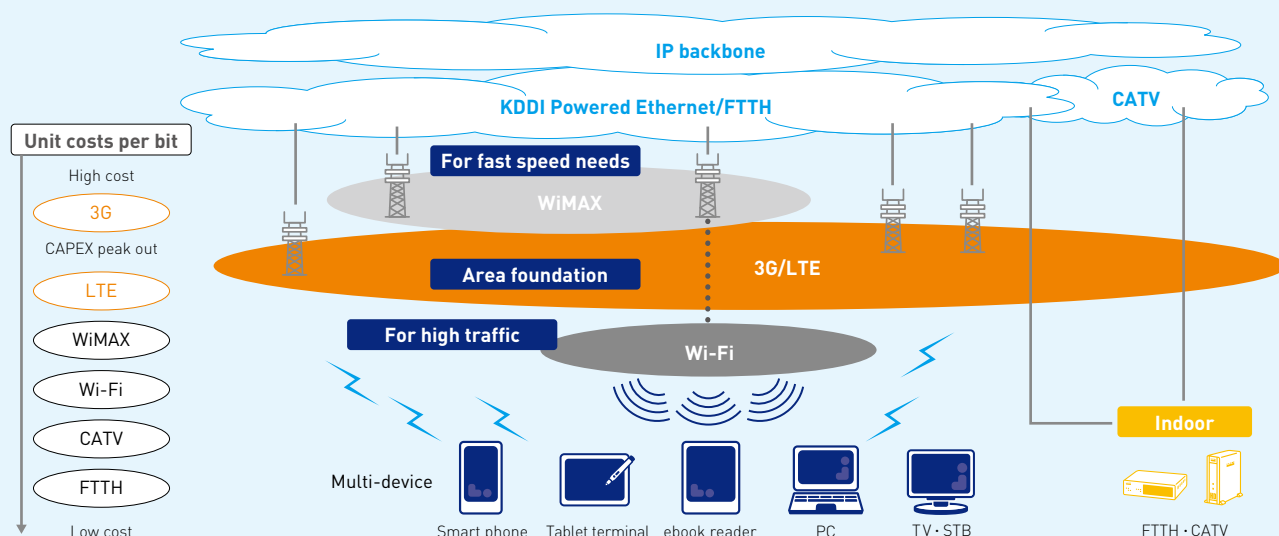 IP backbone
KDDI Powered Ethernet/FTTH
CATV
Unit costs per bit
High cost
3G
CAPEX peak out
LTE
WiMAX
Wi-Fi
CATV
FTTH
Low cost
For fast speed needs
WiMAX
Area foundation
3G/LTE
For high traffic
Wi-Fi
Indoor
Multi-device
Smart phone
Tablet terminal
ebook reader
PC
TV・STB
FTTH・CATV